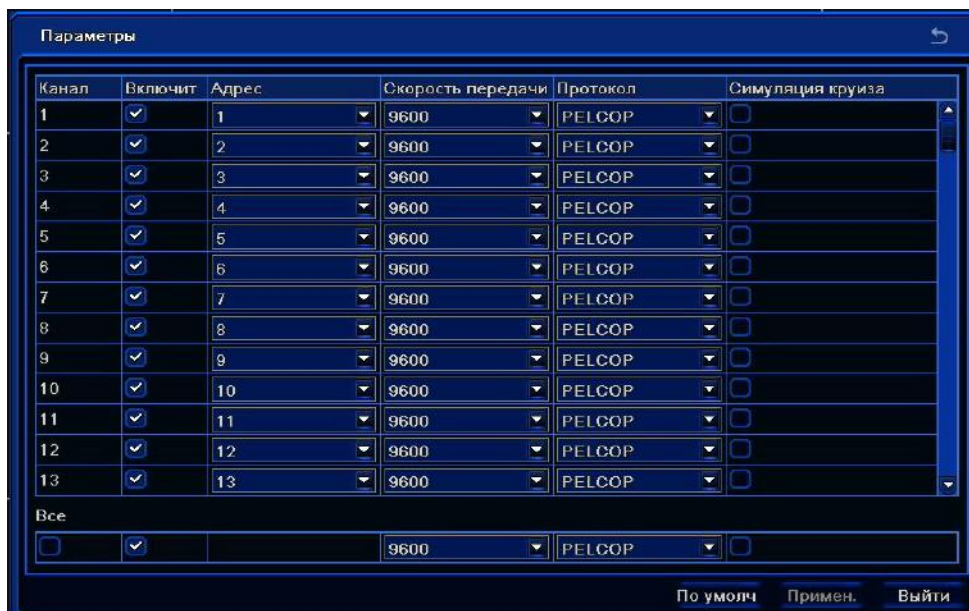 Параметры
Канал Включит Адрес Скорость передачи Протокол Симуляция круиза
1 1 9600 PELCOP
2 2 9600 PELCOP
3 3 9600 PELCOP
4 4 9600 PELCOP
5 5 9600 PELCOP
6 6 9600 PELCOP
7 7 9600 PELCOP
8 8 9600 PELCOP
9 9 9600 PELCOP
10 10 9600 PELCOP
11 11 9600 PELCOP
12 12 9600 PELCOP
13 13 9600 PELCOP
Все
9600 PELCOP
По умолч Примен. Выйти